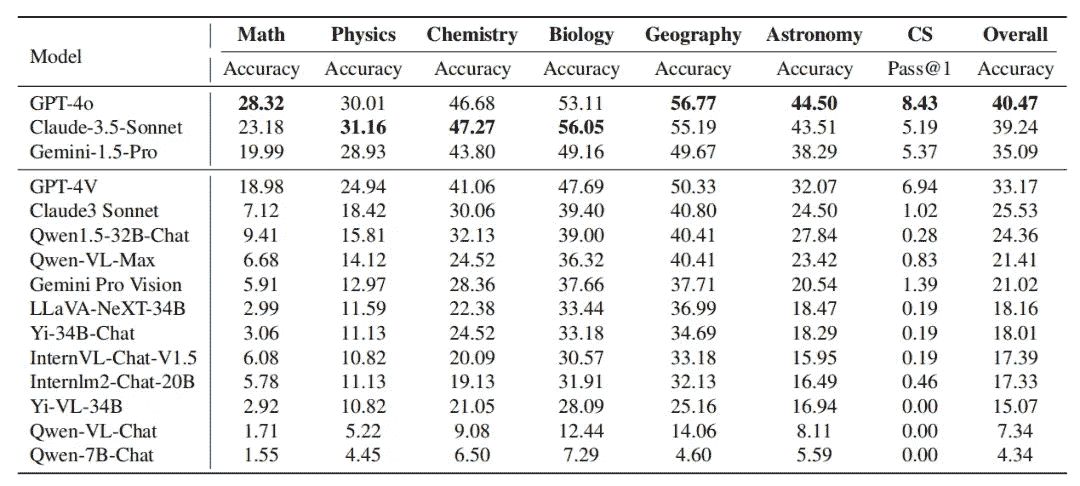 Model Math Physics Chemistry Biology Geography Astronomy CS Overall
Accuracy Accuracy Accuracy Accuracy Accuracy Accuracy Pass@1 Accuracy
GPT-4o 28.32 30.01 46.68 53.11 56.77 44.50 8.43 40.47
Claude-3.5-Sonnet 23.18 31.16 47.27 56.05 55.19 43.51 5.19 39.24
Gemini-1.5-Pro 19.99 28.93 43.80 49.16 49.67 38.29 5.37 35.09
GPT-4V 18.98 24.94 41.06 47.69 50.33 32.07 6.94 33.17
Claude3 Sonnet 7.12 18.42 30.06 39.40 40.80 24.50 1.02 25.53
Qwen1.5-32B-Chat 9.41 15.81 32.13 39.00 40.41 27.84 0.28 24.36
Qwen-VL-Max 6.68 14.12 24.52 36.32 40.41 23.42 0.83 21.41
Gemini Pro Vision 5.91 12.97 28.36 37.66 37.71 20.54 1.39 21.02
LLaVA-NeXT-34B 2.99 11.59 22.38 33.44 36.99 18.47 0.19 18.16
Yi-34B-Chat 3.06 11.13 24.52 33.18 34.69 18.29 0.19 18.01
InternVL-Chat-V1.5 6.08 10.82 20.09 30.57 33.18 15.95 0.19 17.39
Internlm2-Chat-20B 5.78 11.13 19.13 31.91 32.13 16.49 0.46 17.33
Yi-VL-34B 2.92 10.82 21.05 28.09 25.16 16.94 0.00 15.07
Qwen-VL-Chat 1.71 5.22 9.08 12.44 14.06 8.11 0.00 7.34
Qwen-7B-Chat 1.55 4.45 6.50 7.29 4.60 5.59 0.00 4.34